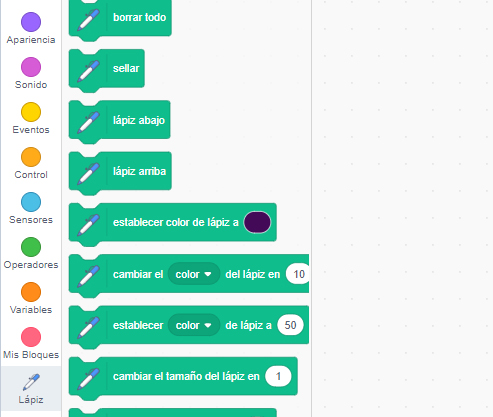 Apariencia
Sonido
Eventos
Control
Sensores
Operadores
Variables
Mis Bloques
Lápiz
borrar todo
sellar
lápiz abajo
lápiz arriba
establecer color de lápiz a
cambiar el color del lápiz en 10
establecer color de lápiz a 50
cambiar el tamaño del lápiz en 1